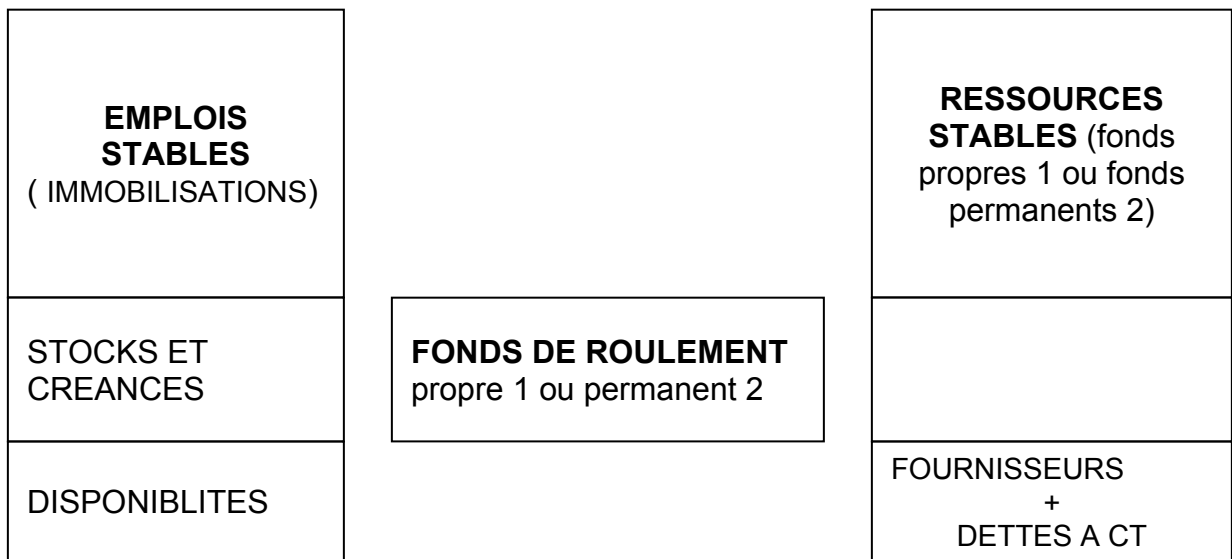 EMPLOIS
STABLES
( IMMOBILISATIONS)
RESSOURCES
STABLES (fonds
propres 1 ou fonds
permanents 2)
STOCKS ET
CREANCES
FONDS DE ROULEMENT
propre 1 ou permanent 2
DISPONIBLITES
FOURNISSEURS
+
DETTES A CT